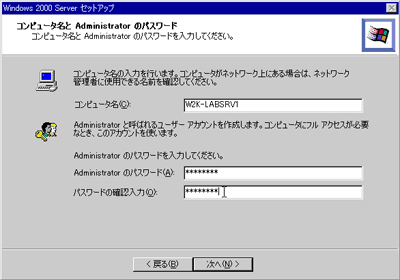 Windows 2000 Server セットアップ
コンピュータ名と Administrator のパスワード
コンピュータ名と Administrator のパスワードを入力してください。
コンピュータ名の入力を行います。コンピュータがネットワーク上にある場合は、ネットワーク
管理者に使用できる名前を確認してください。
コンピュータ名(C):
W2K-LABSRV1
Administrator と呼ばれるユーザー アカウントを作成します。コンピュータにフル アクセスが必要
なとき、このアカウントを使います。
Administrator のパスワードを入力してください。
Administrator のパスワード(A):
********
パスワードの確認入力(O):
********
< 戻る(B)
次へ(N) >